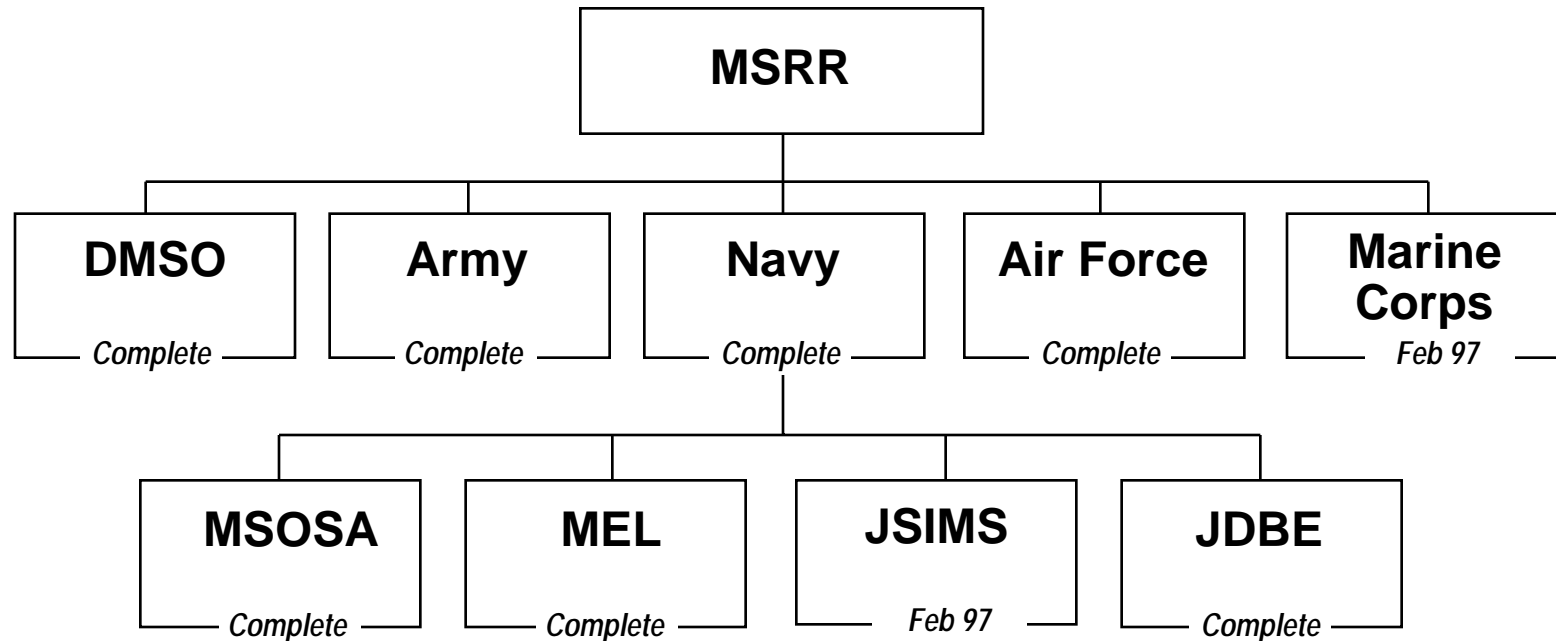 MSRR
DMSO
Complete
Army
Complete
Navy
Complete
Air Force
Complete
Marine
Corps
Feb 97
MSOSA
Complete
MEL
Complete
JSIMS
Feb 97
JDBE
Complete